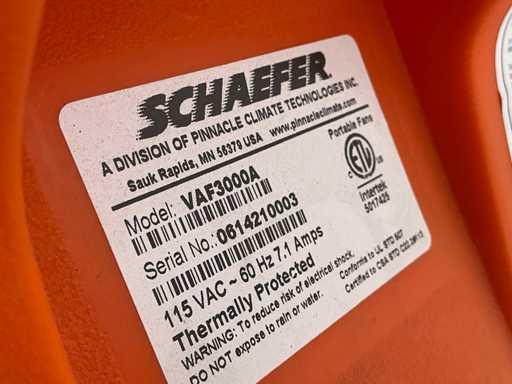 SCHAEFER
A DIVISION OF PINNACLE CLIMATE TECHNOLOGIES INC.
Sauk Rapids, MN 56379 USA www.pinnacleclimate.com
Model: VAF3000A
Portable Fans
ETL
Intertek
5017425
Serial No.: 0614210003
115 VAC ~ 60 Hz 7.1 Amps
Thermally Protected
WARNING: To reduce risk of electrical shock,
DO NOT expose to rain or water.
Conforms to UL STD 507
Certified to CSA STD C22.2#113